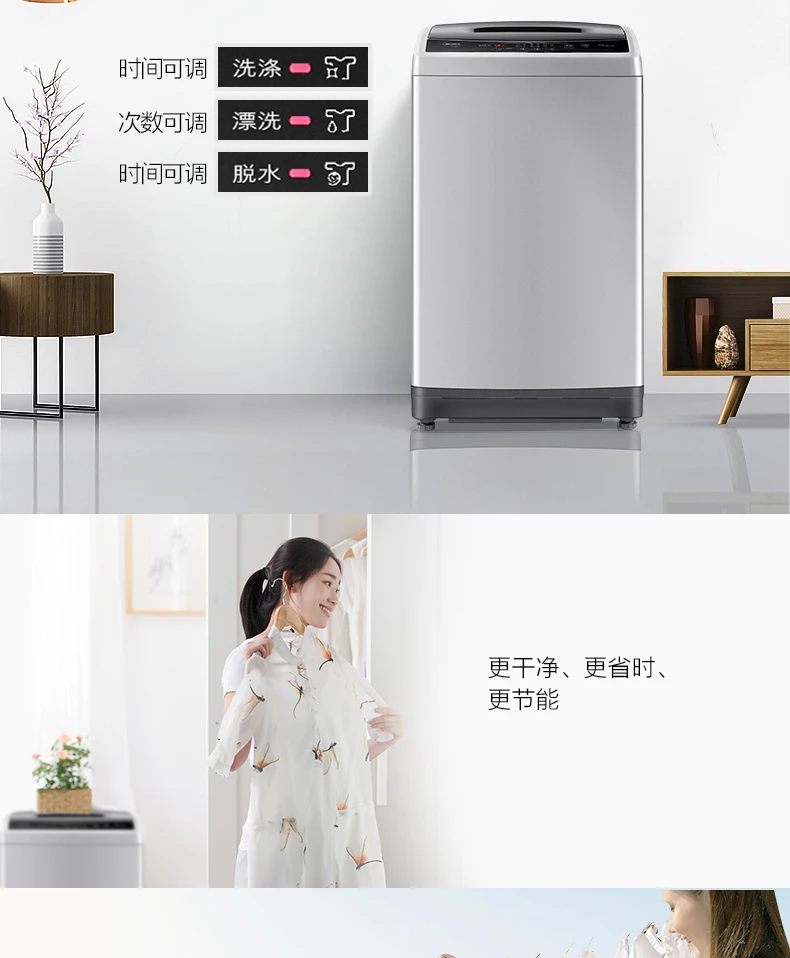 时间可调 洗涤
次数可调 漂洗
时间可调 脱水
更干净、更省时、
更节能